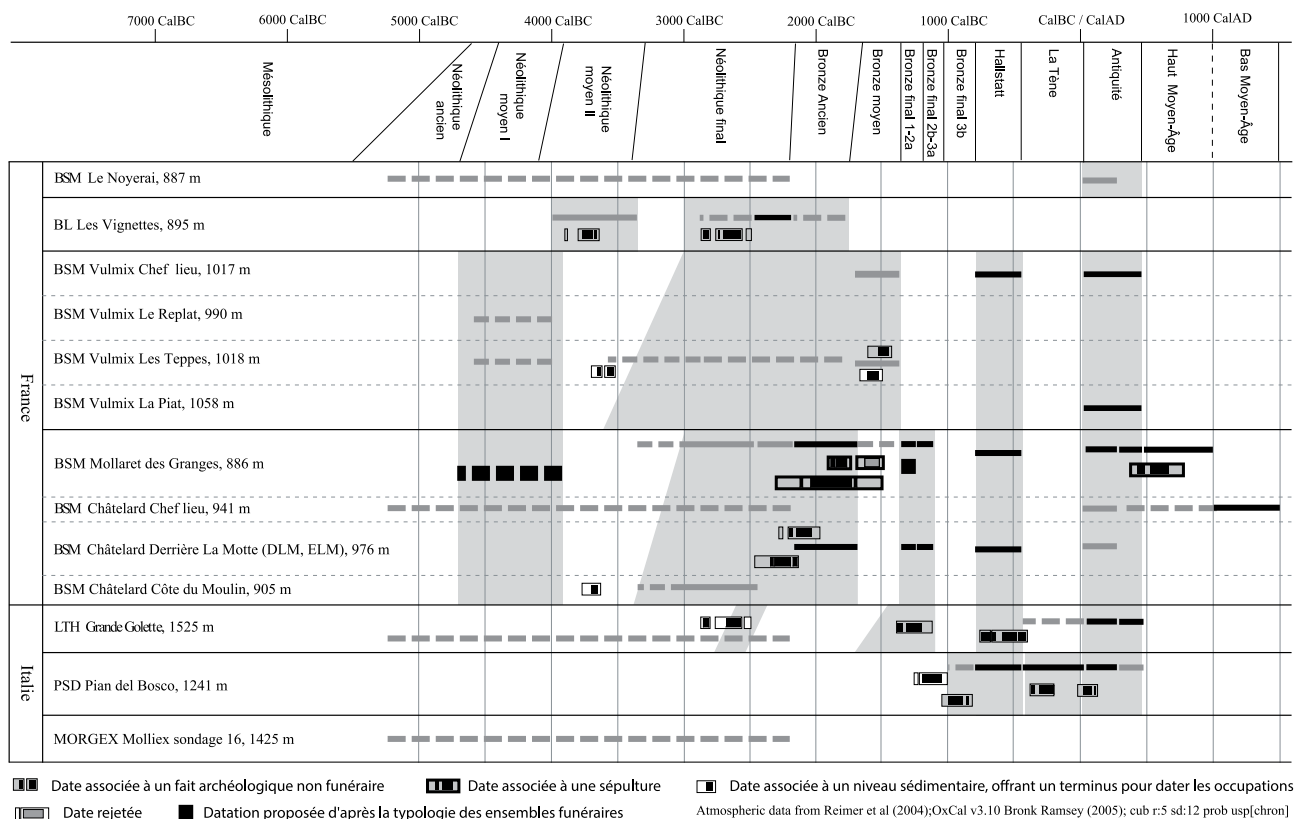 7000 CalBC 6000 CalBC 5000 CalBC 4000 CalBC 3000 CalBC 2000 CalBC 1000 CalBC CalBC / CalAD 1000 CalAD
Mésolithique
Néolithique ancien
Néolithique moyen I
Néolithique moyen II
Néolithique final
Bronze Ancien
Bronze moyen
Bronze final 1-2a
Bronze final 2b-3a
Bronze final 3b
Hallstatt
La Tène
Antiquité
Haut Moyen-Âge
Bas Moyen-Âge
France
BSM Le Noyerai, 887 m
BL Les Vignettes, 895 m
BSM Vulmix Chef lieu, 1017 m
BSM Vulmix Le Replat, 990 m
BSM Vulmix Les Teppes, 1018 m
BSM Vulmix La Piat, 1058 m
BSM Mollaret des Granges, 886 m
BSM Châtelard Chef lieu, 941 m
BSM Châtelard Derrière La Motte (DLM, ELM), 976 m
BSM Châtelard Côte du Moulin, 905 m
Italie
LTH Grande Golette, 1525 m
PSD Pian del Bosco, 1241 m
MORGEX Molliex sondage 16, 1425 m
Date associée à un fait archéologique non funéraire Date associée à une sépulture Date associée à un niveau sédimentaire, offrant un terminus pour dater les occupations
Date rejetée Datation proposée d'après la typologie des ensembles funéraires Atmospheric data from Reimer et al (2004);OxCal v3.10 Bronk Ramsey (2005); cub r:5 sd:12 prob usp[chron]